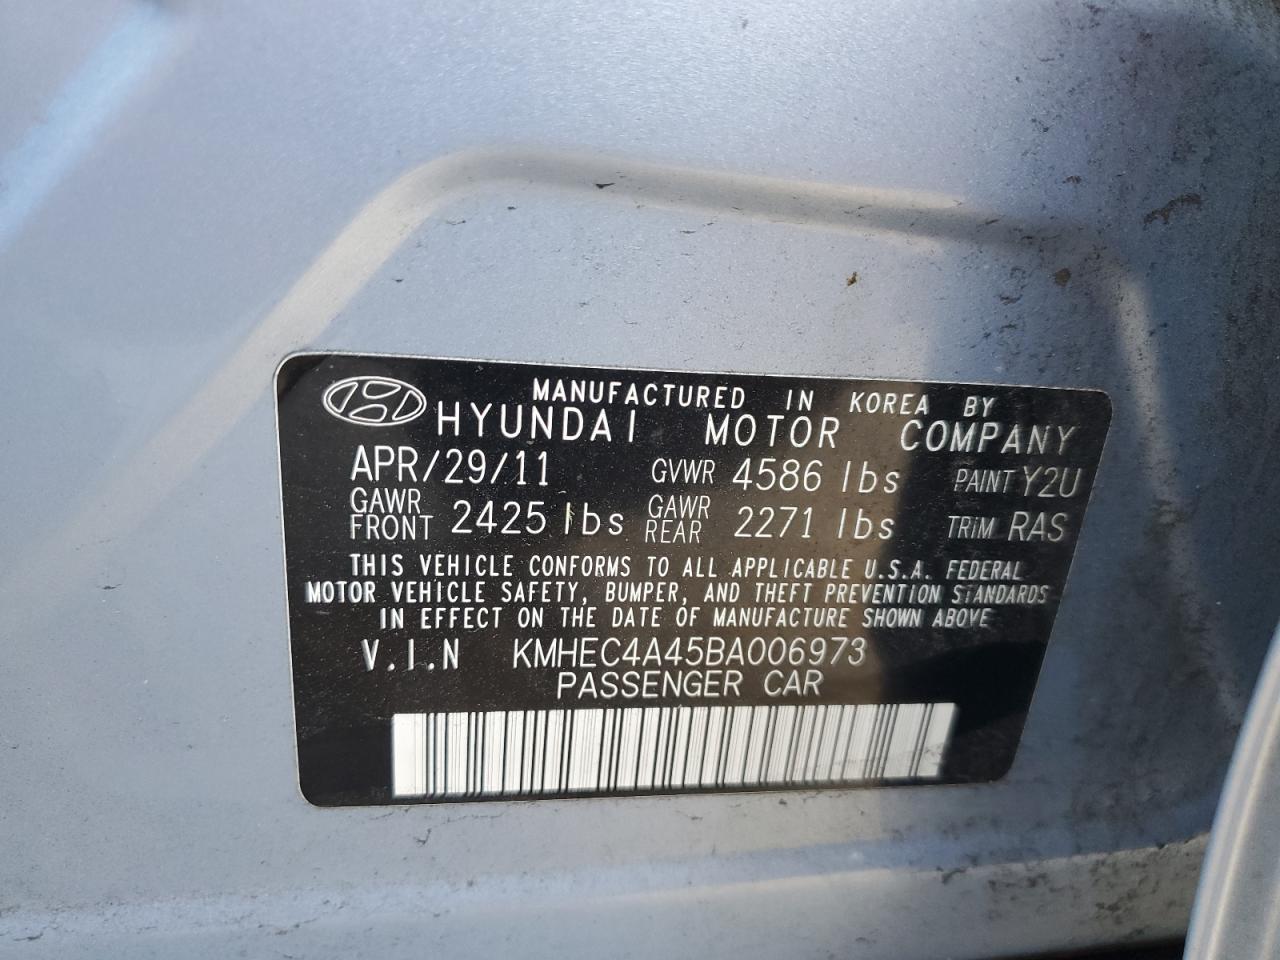 MANUFACTURED IN KOREA BY
HYUNDAI MOTOR COMPANY
APR/29/11 GVWR 4586 lbs PAINT Y2U
GAWR FRONT 2425 lbs GAWR REAR 2271 lbs TRIM RAS
THIS VEHICLE CONFORMS TO ALL APPLICABLE U.S.A. FEDERAL
MOTOR VEHICLE SAFETY, BUMPER, AND THEFT PREVENTION STANDARDS
IN EFFECT ON THE DATE OF MANUFACTURE SHOWN ABOVE
V.I.N KMHEC4A45BA006973
PASSENGER CAR